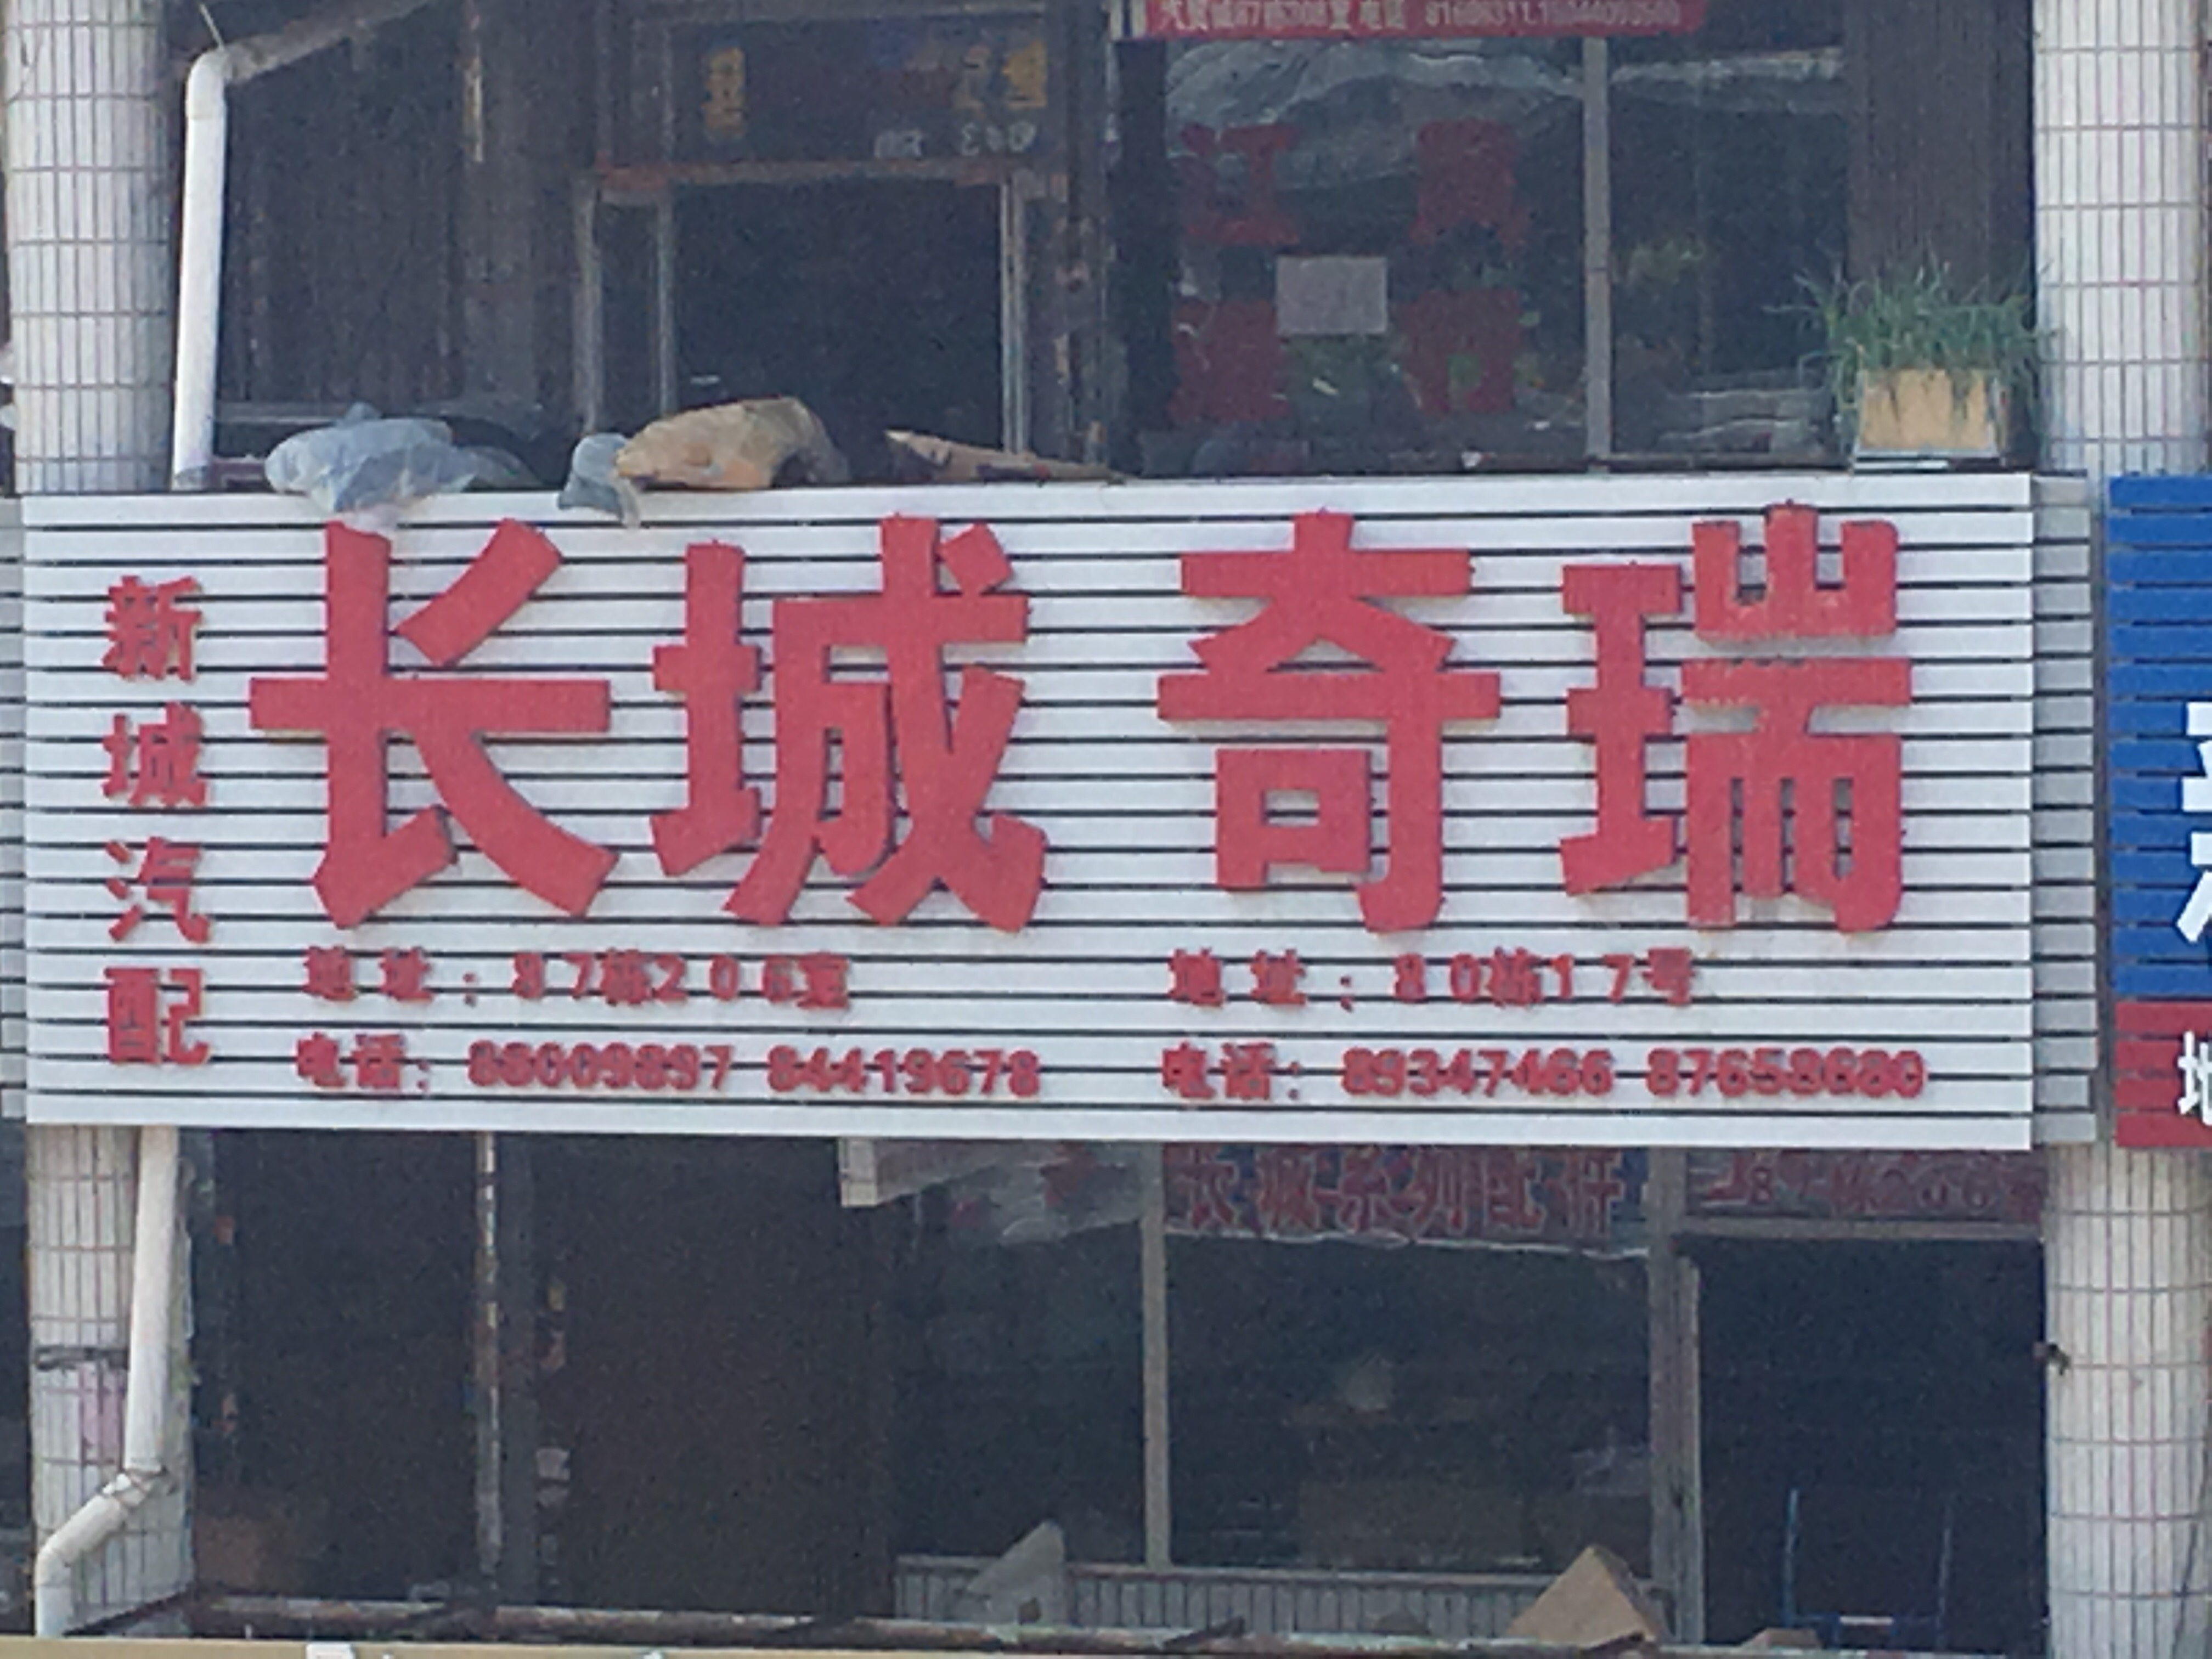 新城汽配
长城 奇瑞
地址：87栋206室
电话：88009897 84419678
地址：80栋17号
电话：89347466 87658680
长城系列配件